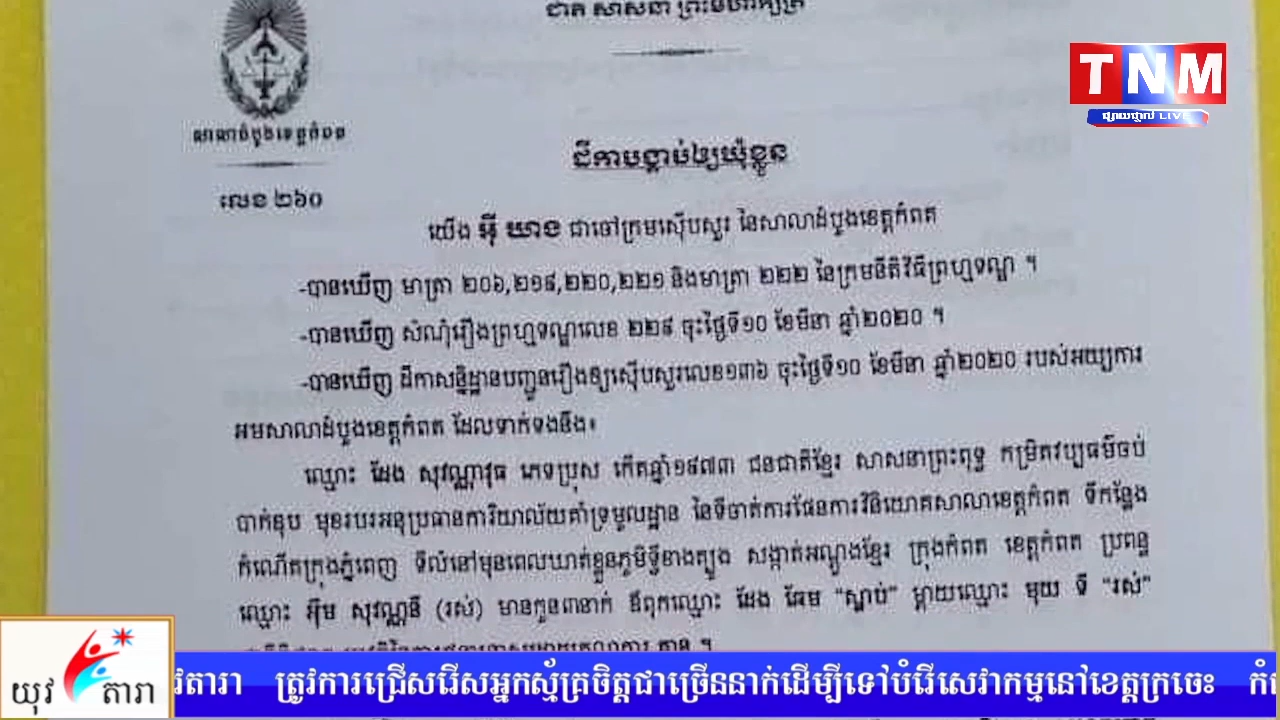 ជាតិ សាសនា ព្រះមហាក្សត្រ
TNM
ផ្សាយផ្ទាល់ LIVE
សាលាដំបូងខេត្តកំពត
ដីកាបង្គាប់ឲ្យឃុំខ្លួន
លេខ ២៦០
យើង អ៊ី ឃាង ជាចៅក្រមស៊ើបសួរ នៃសាលាដំបូងខេត្តកំពត
-បានឃើញ មាត្រា ២០៦,២១៩,២២០,២២១ និងមាត្រា ២២២ នៃក្រមនីតិវិធីព្រហ្មទណ្ឌ ។
-បានឃើញ សំណុំរឿងព្រហ្មទណ្ឌលេខ ២២៩ ចុះថ្ងៃទី១០ ខែមីនា ឆ្នាំ២០២០ ។
-បានឃើញ ដីកាសន្និដ្ឋានបញ្ជូនរឿងឱ្យស៊ើបសួរលេខ១៣៦ ចុះថ្ងៃទី១០ ខែមីនា ឆ្នាំ២០២០ របស់អយ្យការ
អមសាលាដំបូងខេត្តកំពត ដែលទាក់ទងនឹង៖
ឈ្មោះ ដែង សុវណ្ណារុធ ភេទប្រុស កើតឆ្នាំ១៩៧៣ ជនជាតិខ្មែរ សាសនាព្រះពុទ្ធ កម្រិតវប្បធម៌ចប់
បាក់ឌុប មុខរបរអនុប្រធានការិយាល័យគាំទ្រមូលដ្ឋាន នៃទីចាត់ការផែនការវិនិយោគសាលាខេត្តកំពត ទីកន្លែង
កំណើតក្រុងភ្នំពេញ ទីលំនៅមុនពេលឃាត់ខ្លួនភូមិទ្វីខាងត្បូង សង្កាត់អណ្តូងខ្មែរ ក្រុងកំពត ខេត្តកំពត ប្រពន្ធ
ឈ្មោះ អ៊ឹម សុវណ្ណនី (រស់) មានកូន៣នាក់ ឪពុកឈ្មោះ ដែង ឆែម “ស្លាប់” ម្តាយឈ្មោះ មុយ ទី “រស់”
យុវ តារា
វតារា ត្រូវការជ្រើសរើសអ្នកស្ម័គ្រចិត្តជាច្រើននាក់ដើម្បីទៅបំរើសេវាកម្មនៅខេត្តក្រចេះ